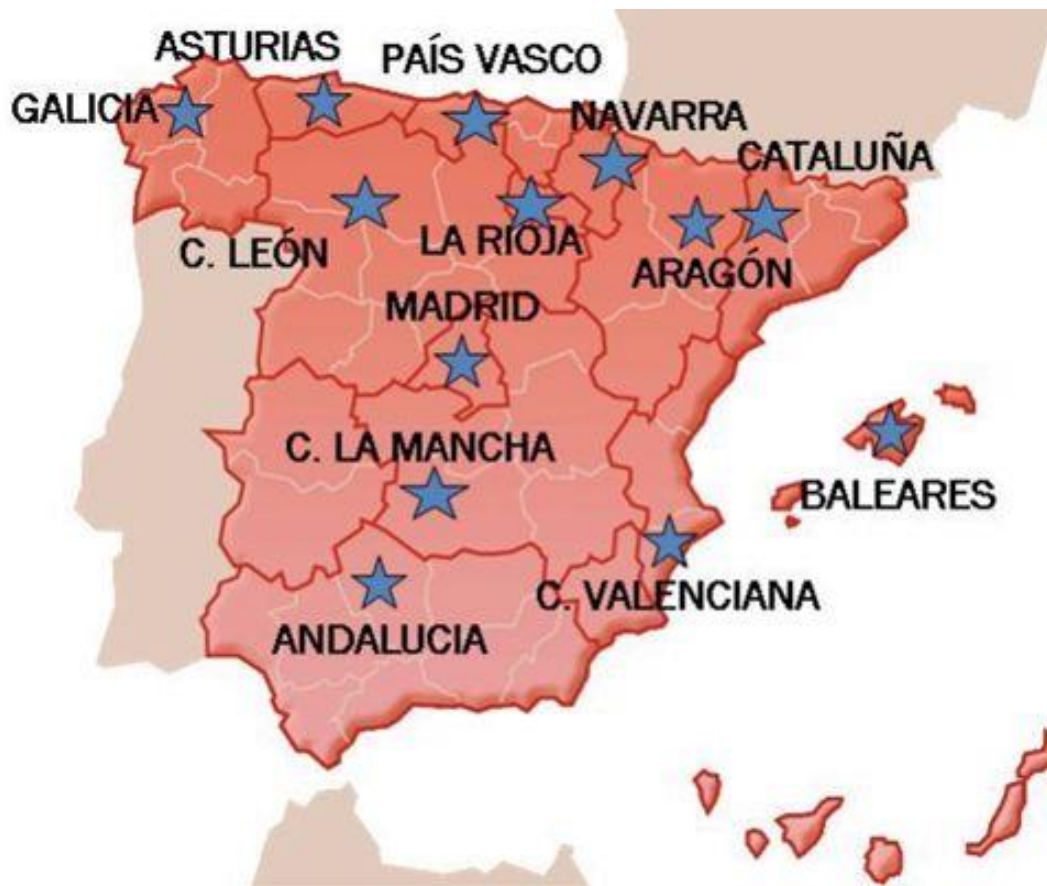 ASTURIAS
PAÍS VASCO
GALICIA
NAVARRA
CATALUÑA
C. LEÓN
LA RIOJA
ARAGÓN
MADRID
C. LA MANCHA
BALEARES
C. VALENCIANA
ANDALUCIA